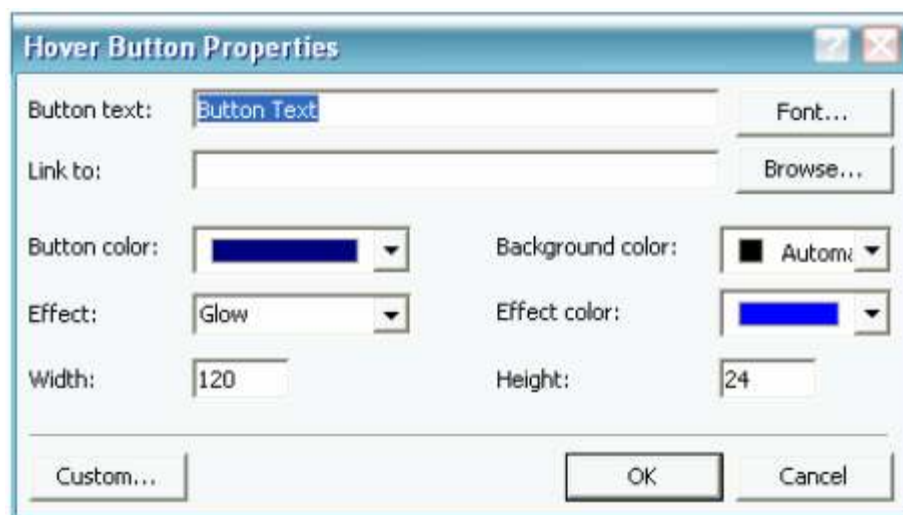 Hover Button Properties
Button text: Button Text Font...
Link to: Browse...
Button color: Background color: Automa
Effect: Glow Effect color:
Width: 120 Height: 24
Custom... OK Cancel